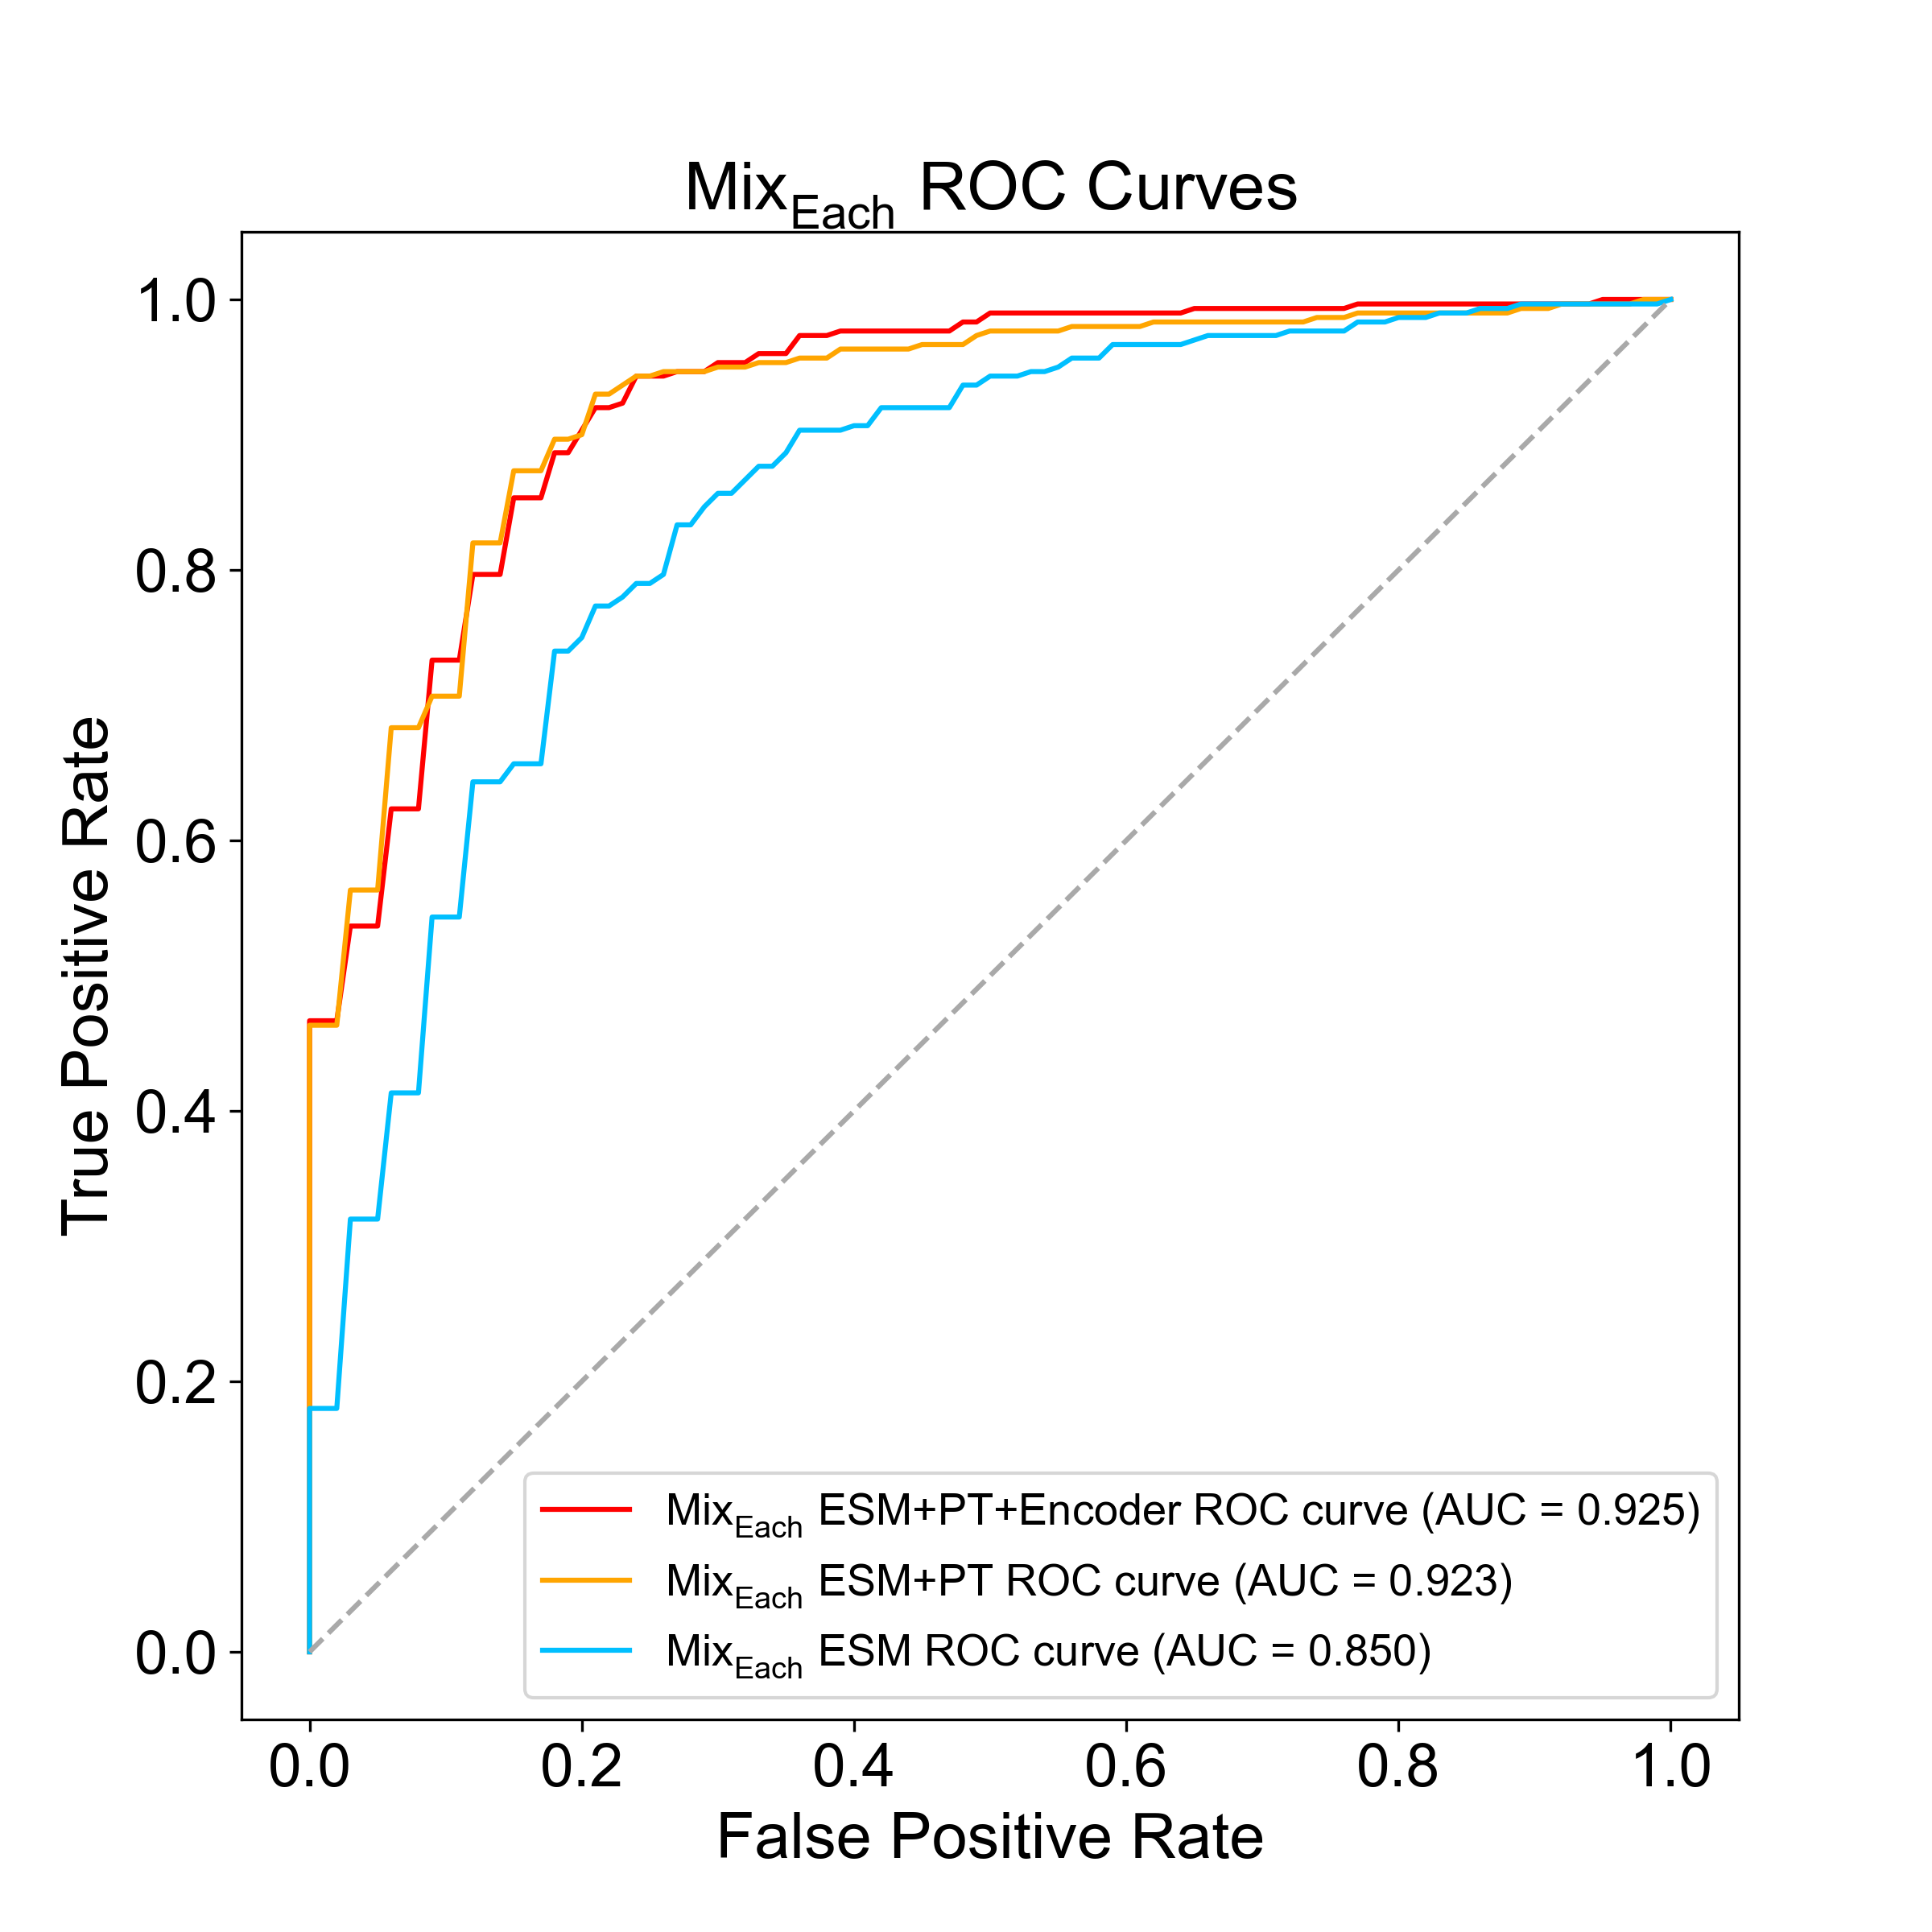 Mix_Each ROC Curves
1.0
0.8
0.6
0.4
0.2
0.0
True Positive Rate
Mix_Each ESM+PT+Encoder ROC curve (AUC = 0.925)
Mix_Each ESM+PT ROC curve (AUC = 0.923)
Mix_Each ESM ROC curve (AUC = 0.850)
0.0 0.2 0.4 0.6 0.8 1.0
False Positive Rate